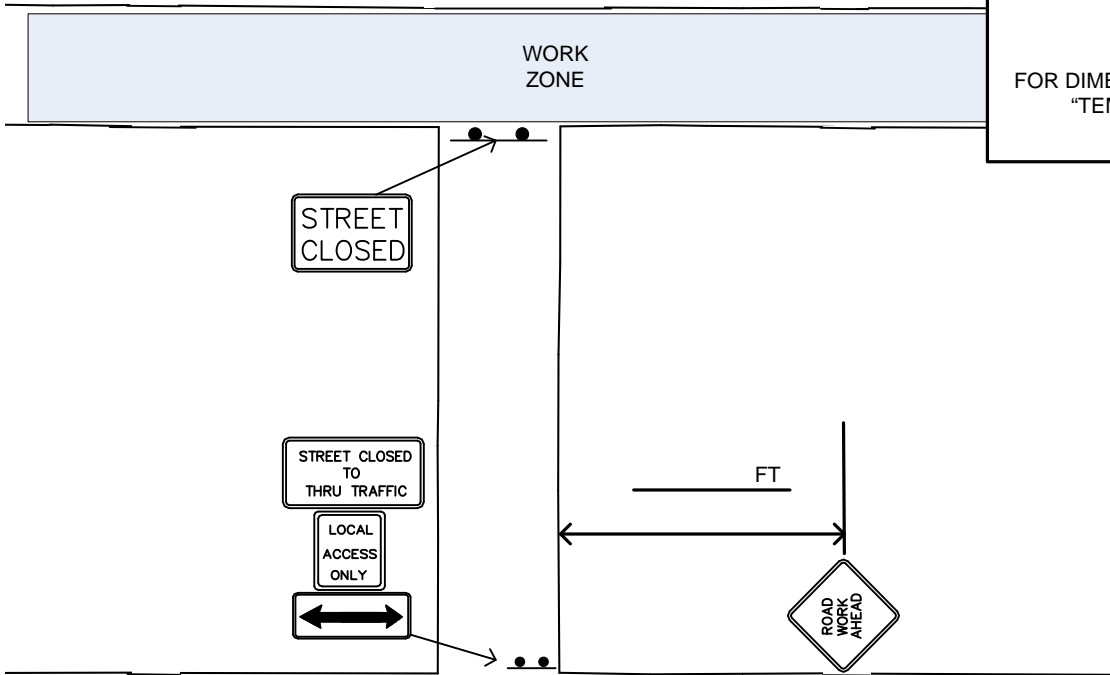 WORK
ZONE
FOR DIME
"TEM
STREET
CLOSED
STREET CLOSED
TO
THRU TRAFFIC
LOCAL
ACCESS
ONLY
FT
ROAD
WORK
AHEAD